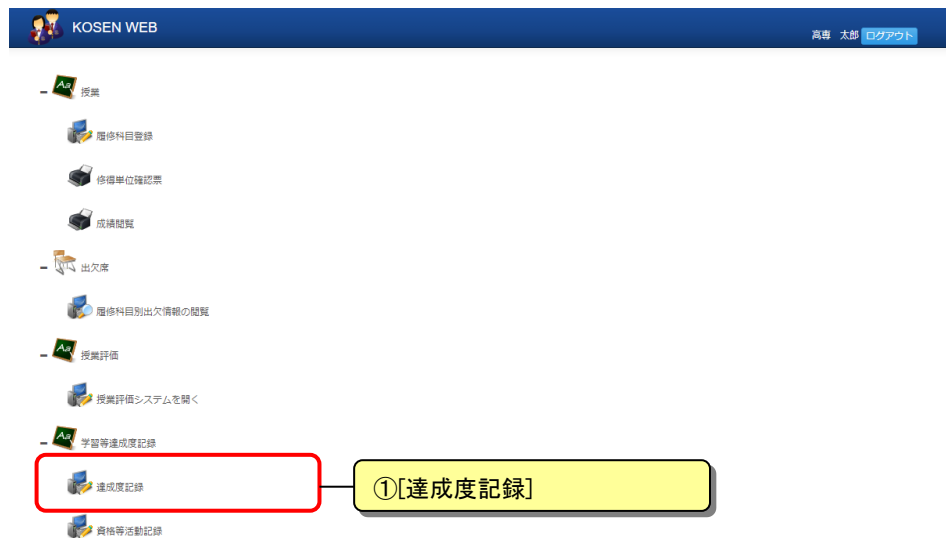 KOSEN WEB
高専 太郎 ログアウト
授業
履修科目登録
修得単位確認票
成績閲覧
出欠席
履修科目別出欠情報の閲覧
授業評価
授業評価システムを開く
学習等達成度記録
達成度記録
①[達成度記録]
資格等活動記録